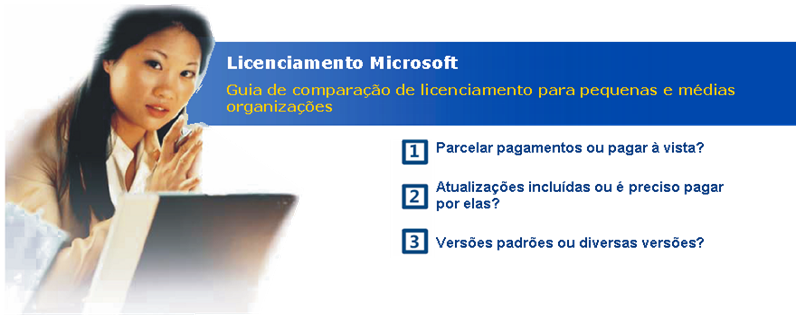 Licenciamento Microsoft
Guia de comparação de licenciamento para pequenas e médias
organizações
1 Parcelar pagamentos ou pagar à vista?
2 Atualizações incluídas ou é preciso pagar
por elas?
3 Versões padrões ou diversas versões?